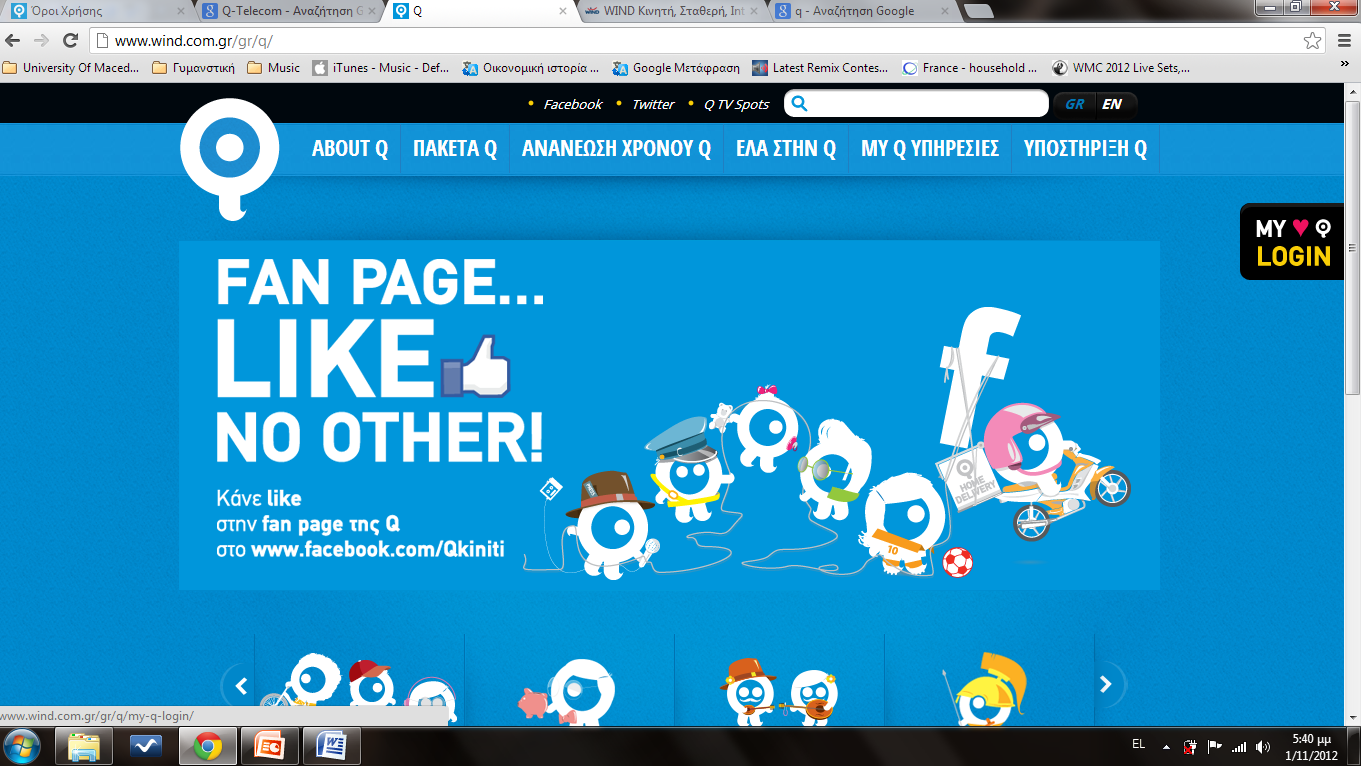 Όροι Χρήσης
Q-Telecom - Αναζήτηση G
Q
WIND Κινητή, Σταθερή, Int
q - Αναζήτηση Google
www.wind.com.gr/gr/q/
University Of Maced...
Γυμανστική
Music
iTunes - Music - Def...
Οικονομική ιστορία ...
Google Μετάφραση
Latest Remix Contes...
France - household ...
WMC 2012 Live Sets,...
»
• Facebook • Twitter • Q TV Spots
GR EN
ABOUT Q
ΠΑΚΕΤΑ Q
ΑΝΑΝΕΩΣΗ ΧΡΟΝΟΥ Q
ΕΛΑ ΣΤΗΝ Q
MY Q ΥΠΗΡΕΣΙΕΣ
ΥΠΟΣΤΗΡΙΞΗ Q
MY ♥ Q
LOGIN
FAN PAGE...
LIKE
NO OTHER!
Κάνε like
στην fan page της Q
στο www.facebook.com/Qkiniti
f
HOME
DELIVERY
10
www.wind.com.gr/gr/q/my-q-login/
EL
5:40 μμ
1/11/2012